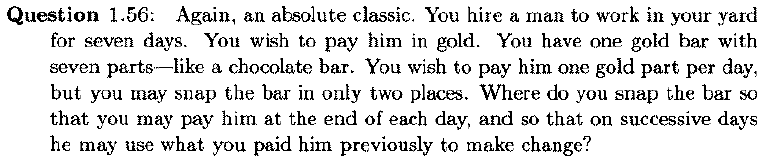 Question 1.56: Again, an absolute classic. You hire a man to work in your yard
for seven days. You wish to pay him in gold. You have one gold bar with
seven parts—like a chocolate bar. You wish to pay him one gold part per day,
but you may snap the bar in only two places. Where do you snap the bar so
that you may pay him at the end of each day, and so that on successive days
he may use what you paid him previously to make change?